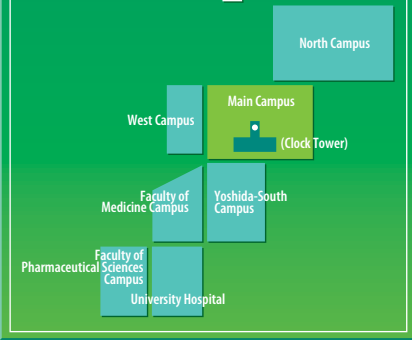 North Campus
Main Campus
West Campus
(Clock Tower)
Faculty of
Medicine Campus
Yoshida-South
Campus
Faculty of
Pharmaceutical Sciences
Campus
University Hospital